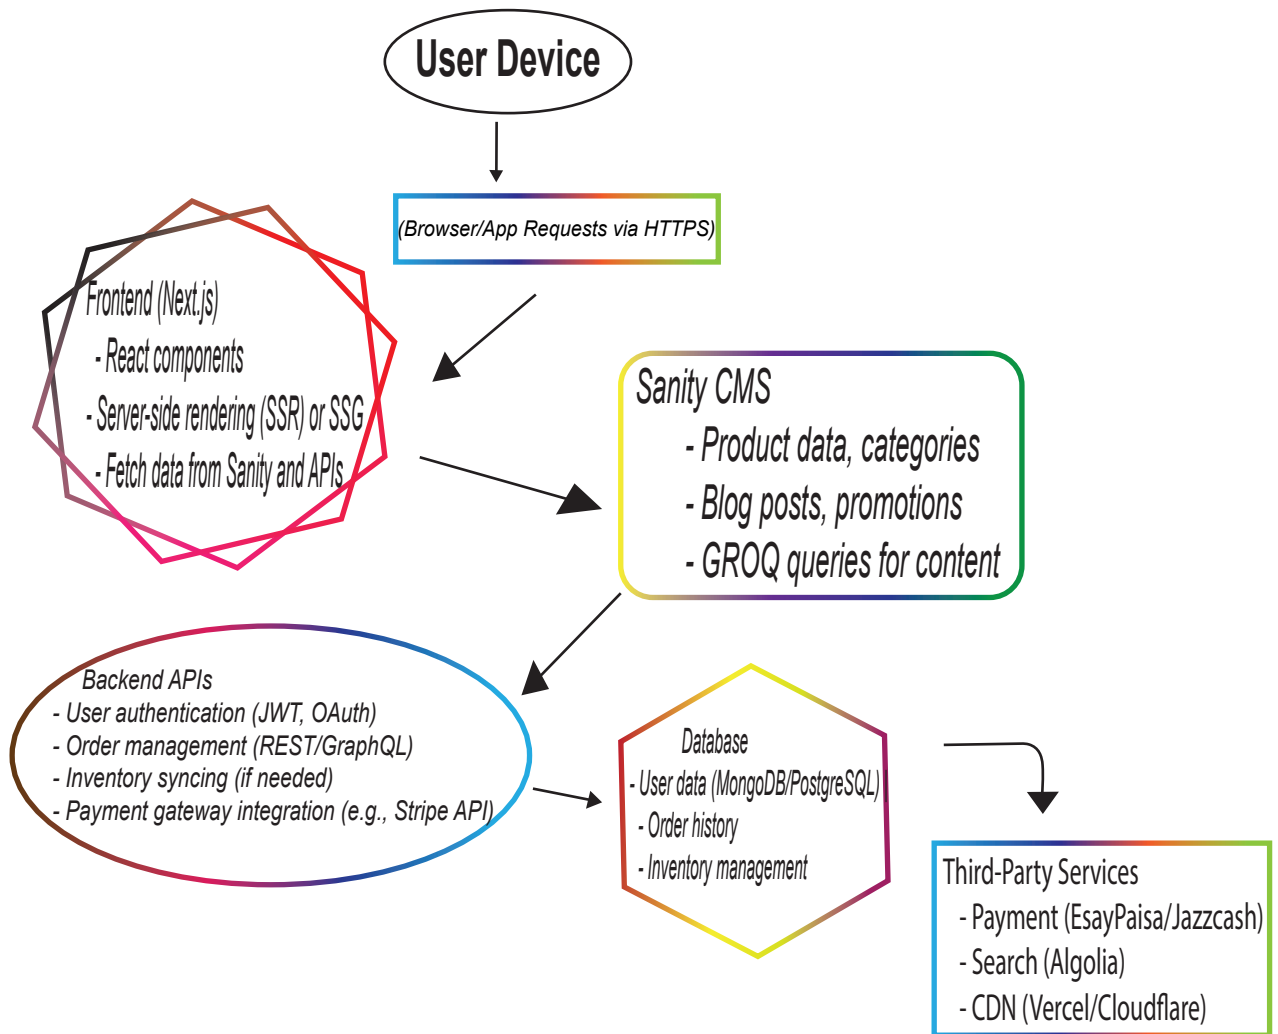 User Device
(Browser/App Requests via HTTPS)
Frontend (Next.js)
- React components
- Server-side rendering (SSR) or SSG
- Fetch data from Sanity and APIs
Sanity CMS
- Product data, categories
- Blog posts, promotions
- GROQ queries for content
Backend APIs
- User authentication (JWT, OAuth)
- Order management (REST/GraphQL)
- Inventory syncing (if needed)
- Payment gateway integration (e.g., Stripe API)
Database
- User data (MongoDB/PostgreSQL) |
- Order history
- Inventory management
Third-Party Services
- Payment (EsayPaisa/Jazzcash)
- Search (Algolia)
- CDN (Vercel/Cloudflare)